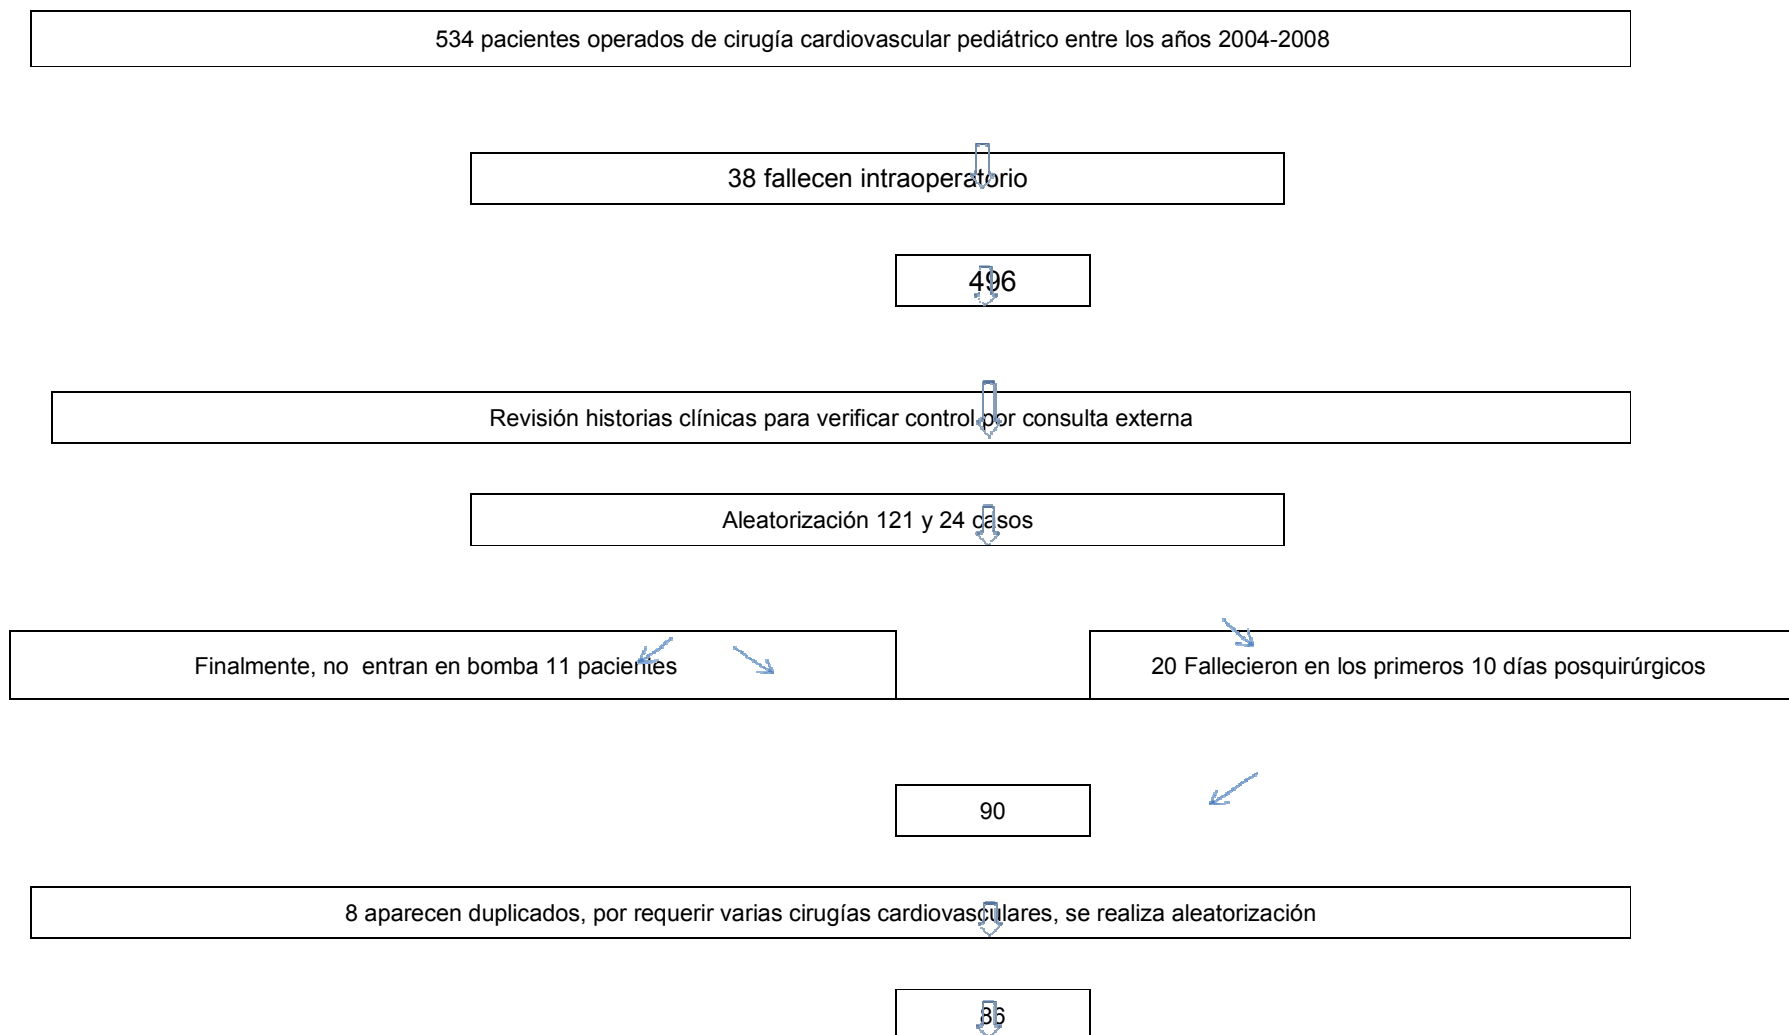 534 pacientes operados de cirugía cardiovascular pediátrico entre los años 2004-2008
38 fallecen intraoperatorio
496
Revisión historias clínicas para verificar control por consulta externa
Aleatorización 121 y 24 casos
Finalmente, no entran en bomba 11 pacientes
20 Fallecieron en los primeros 10 días posquirúrgicos
90
8 aparecen duplicados, por requerir varias cirugías cardiovasculares, se realiza aleatorización
86